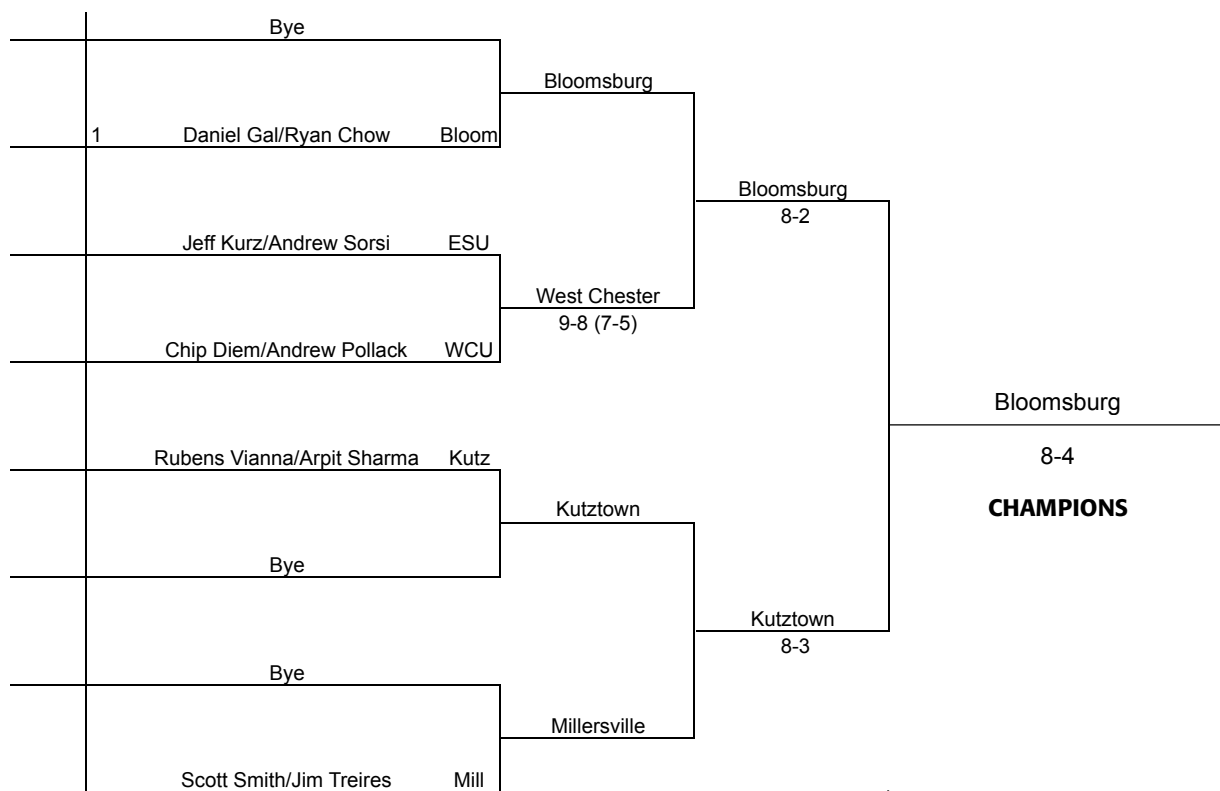 Bye
Bloomsburg
1 Daniel Gal/Ryan Chow Bloom
Bloomsburg
8-2
Jeff Kurz/Andrew Sorsi ESU
West Chester
9-8 (7-5)
Chip Diem/Andrew Pollack WCU
Bloomsburg
8-4
CHAMPIONS
Rubens Vianna/Arpit Sharma Kutz
Kutztown
Bye
Kutztown
8-3
Bye
Millersville
Scott Smith/Jim Treires Mill